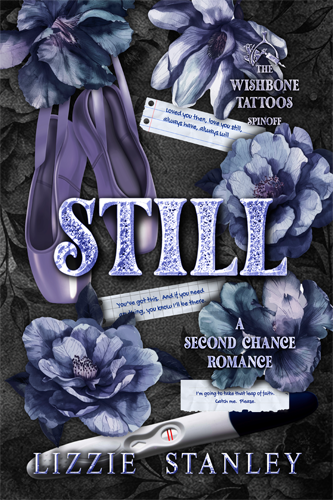 THE
WISHBONE
TATTOOS
SPINOFF
Loved you then, love you still,
always have, always will
STILL
You've got this. And if you need
anything, you know I'll be there.
A
SECOND CHANCE
ROMANCE
I'm going to take that leap of faith.
Catch me. Please.
LIZZIE STANLEY